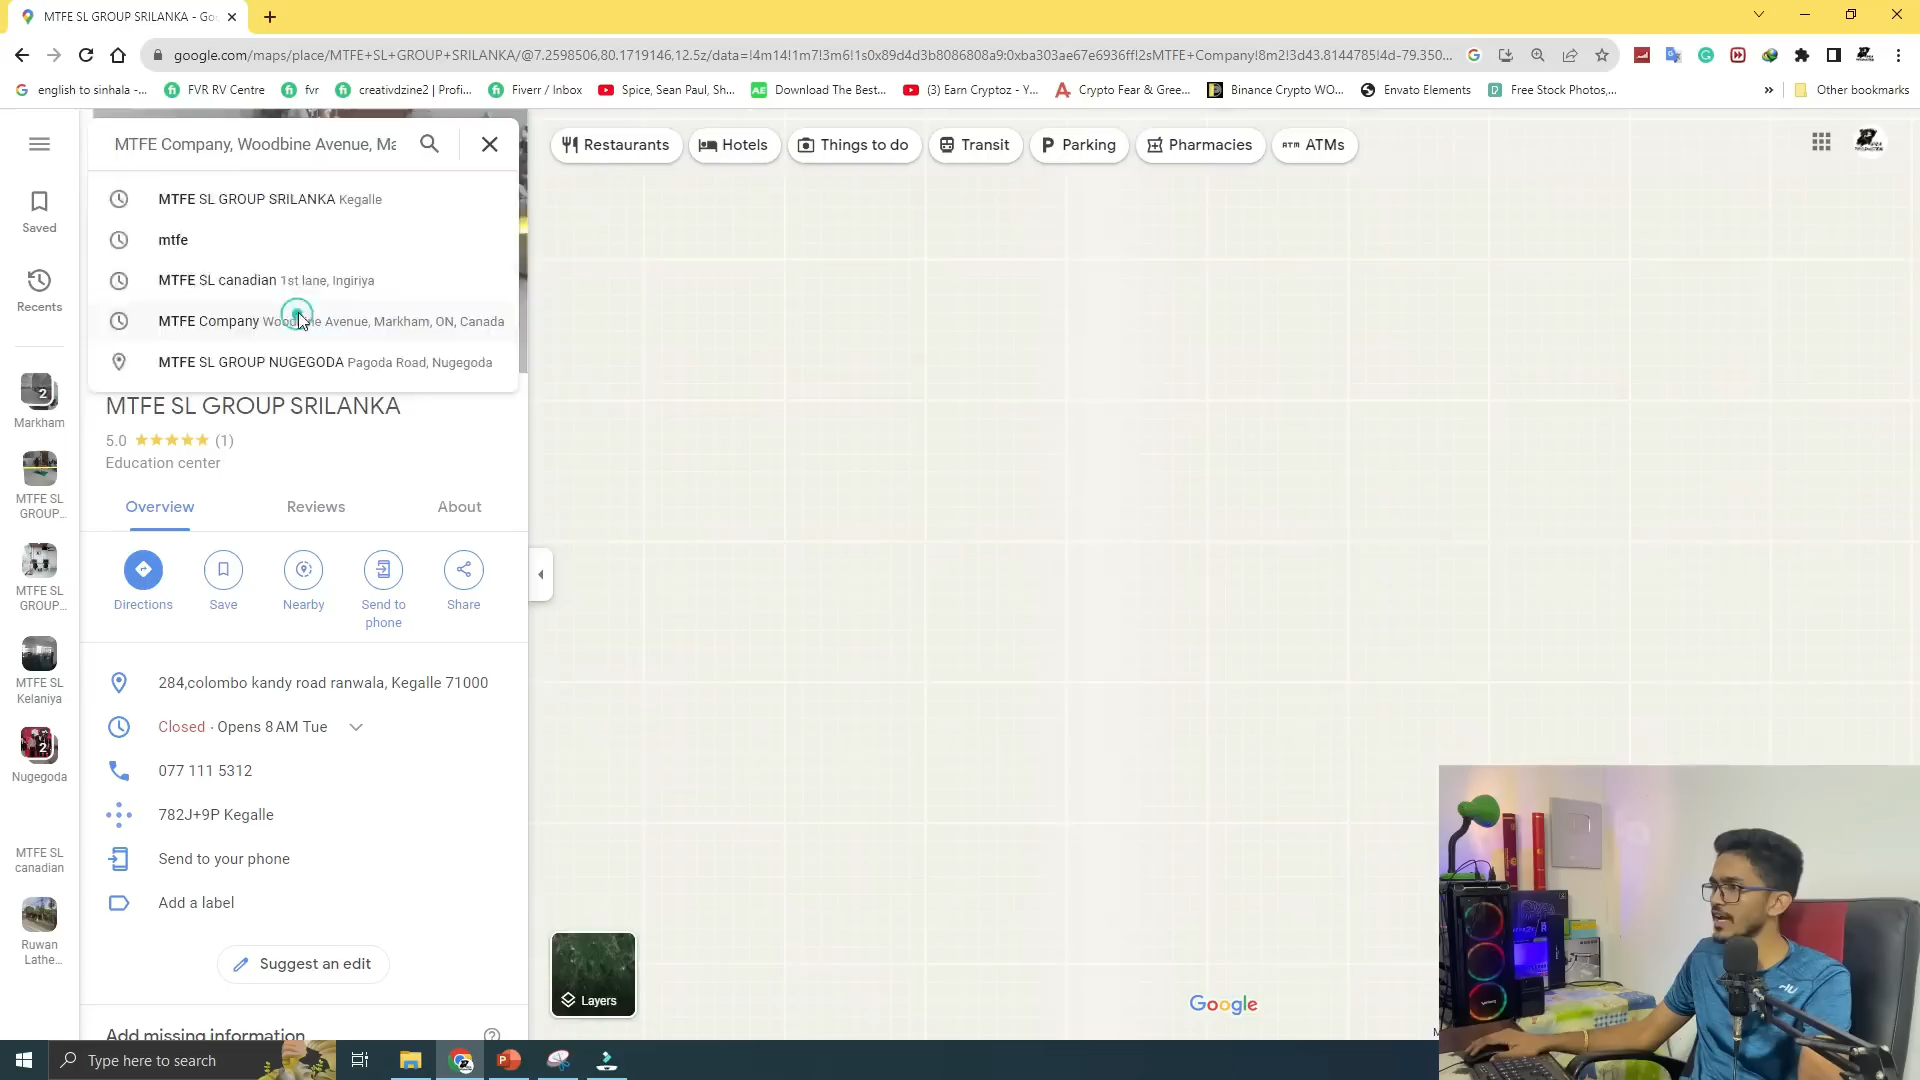 MTFE SL GROUP SRILANKA - Go
google.com/maps/place/MTFE+SL+GROUP+SRILANKA/@7.2598506,80.1719146,12.5z/data=!4m14!1m7!3m6!1s0x89d4d3b8086808a9:0xba303ae67e6936ff!2sMTFE+Company!8m2!3d43.8144785!4d-79.350...
english to sinhala -...
FVR RV Centre
fvr
creativdzine2 | Profi...
Fiverr / Inbox
Spice, Sean Paul, Sh...
AE Download The Best...
(3) Earn Cryptoz - Y...
Crypto Fear & Gree...
Binance Crypto WO...
Envato Elements
Free Stock Photos,...
»
Other bookmarks
MTFE Company, Woodbine Avenue, Ma
Restaurants
Hotels
Things to do
Transit
Parking
Pharmacies
ATM ATMs
MTFE SL GROUP SRILANKA Kegalle
mtfe
MTFE SL canadian 1st lane, Ingiriya
MTFE Company Woodbine Avenue, Markham, ON, Canada
MTFE SL GROUP NUGEGODA Pagoda Road, Nugegoda
Saved
Recents
2
Markham
MTFE SL
GROUP...
MTFE SL
GROUP...
MTFE SL
Kelaniya
2
Nugegoda
MTFE SL
canadian
Ruwan
Lathe...
MTFE SL GROUP SRILANKA
5.0 ★★★★★ (1)
Education center
Overview
Reviews
About
Directions
Save
Nearby
Send to
phone
Share
284,colombo kandy road ranwala, Kegalle 71000
Closed · Opens 8 AM Tue
077 111 5312
782J+9P Kegalle
Send to your phone
Add a label
Suggest an edit
Add missing information
Layers
Google
Type here to search